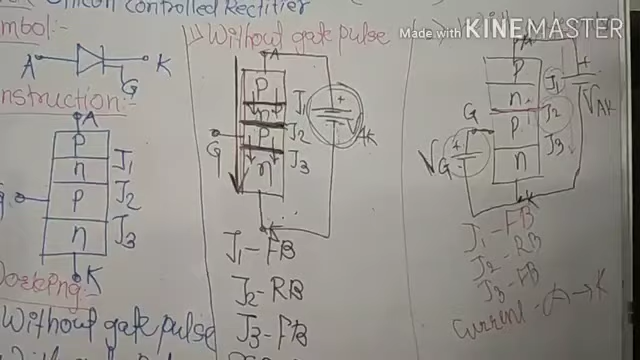 Silicon controlled Rectifier
Symbol:-
A
K
G
Construction:-
A
P
n
P
n
J1
J2
J3
G
K
Working:-
Without gate pulse
Without gate pulse
A
P
n
P
n
J1
J2
J3
G
+
AK
K
J1-FB
J2-RB
J3-FB
Made with KINEMASTER
A
P
n
P
n
J1
J2
J3
G
+
VAK
+
VG
K
J1-FB
J2-RB
J3-FB
Current - A→K